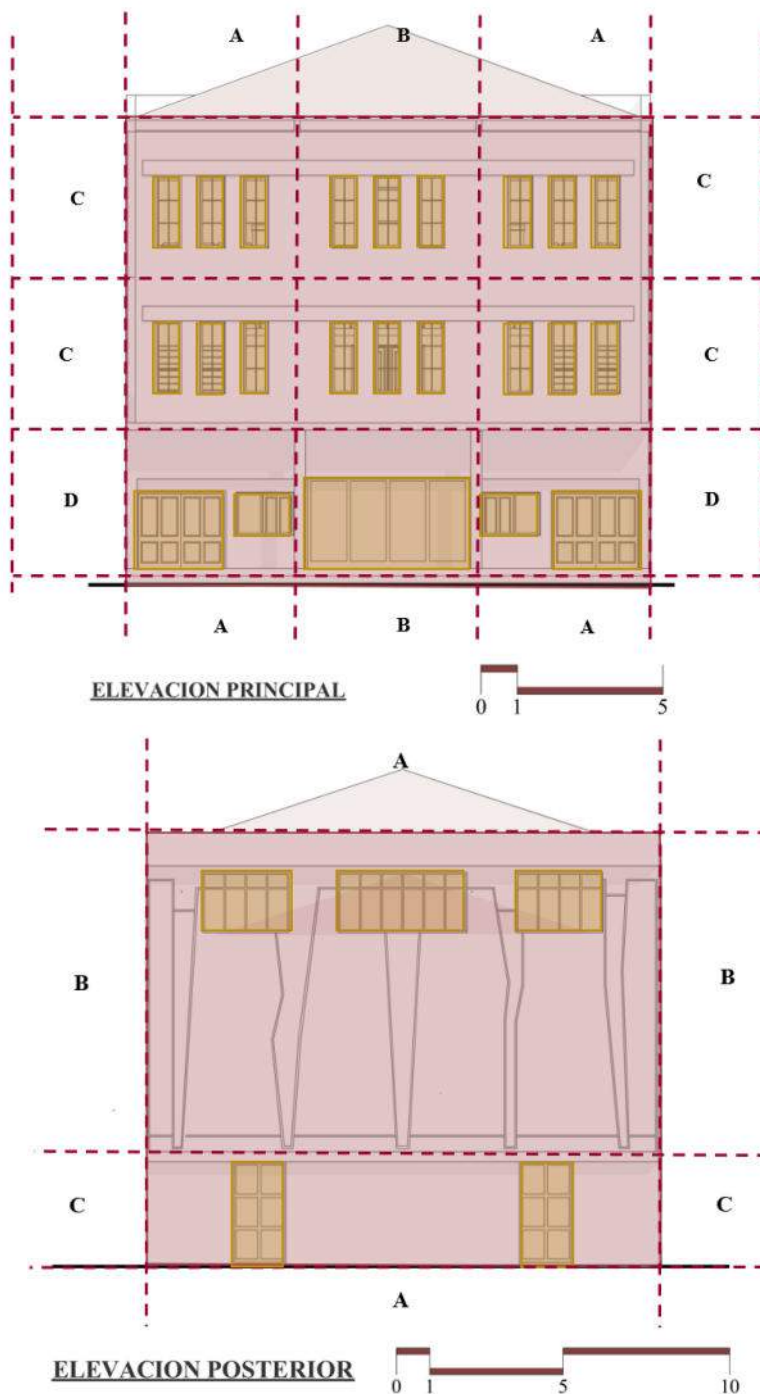 A B A
C C
C C
D D
A B A
ELEVACION PRINCIPAL
0 1 5
A
B B
C C
A
ELEVACION POSTERIOR
0 1 5 10